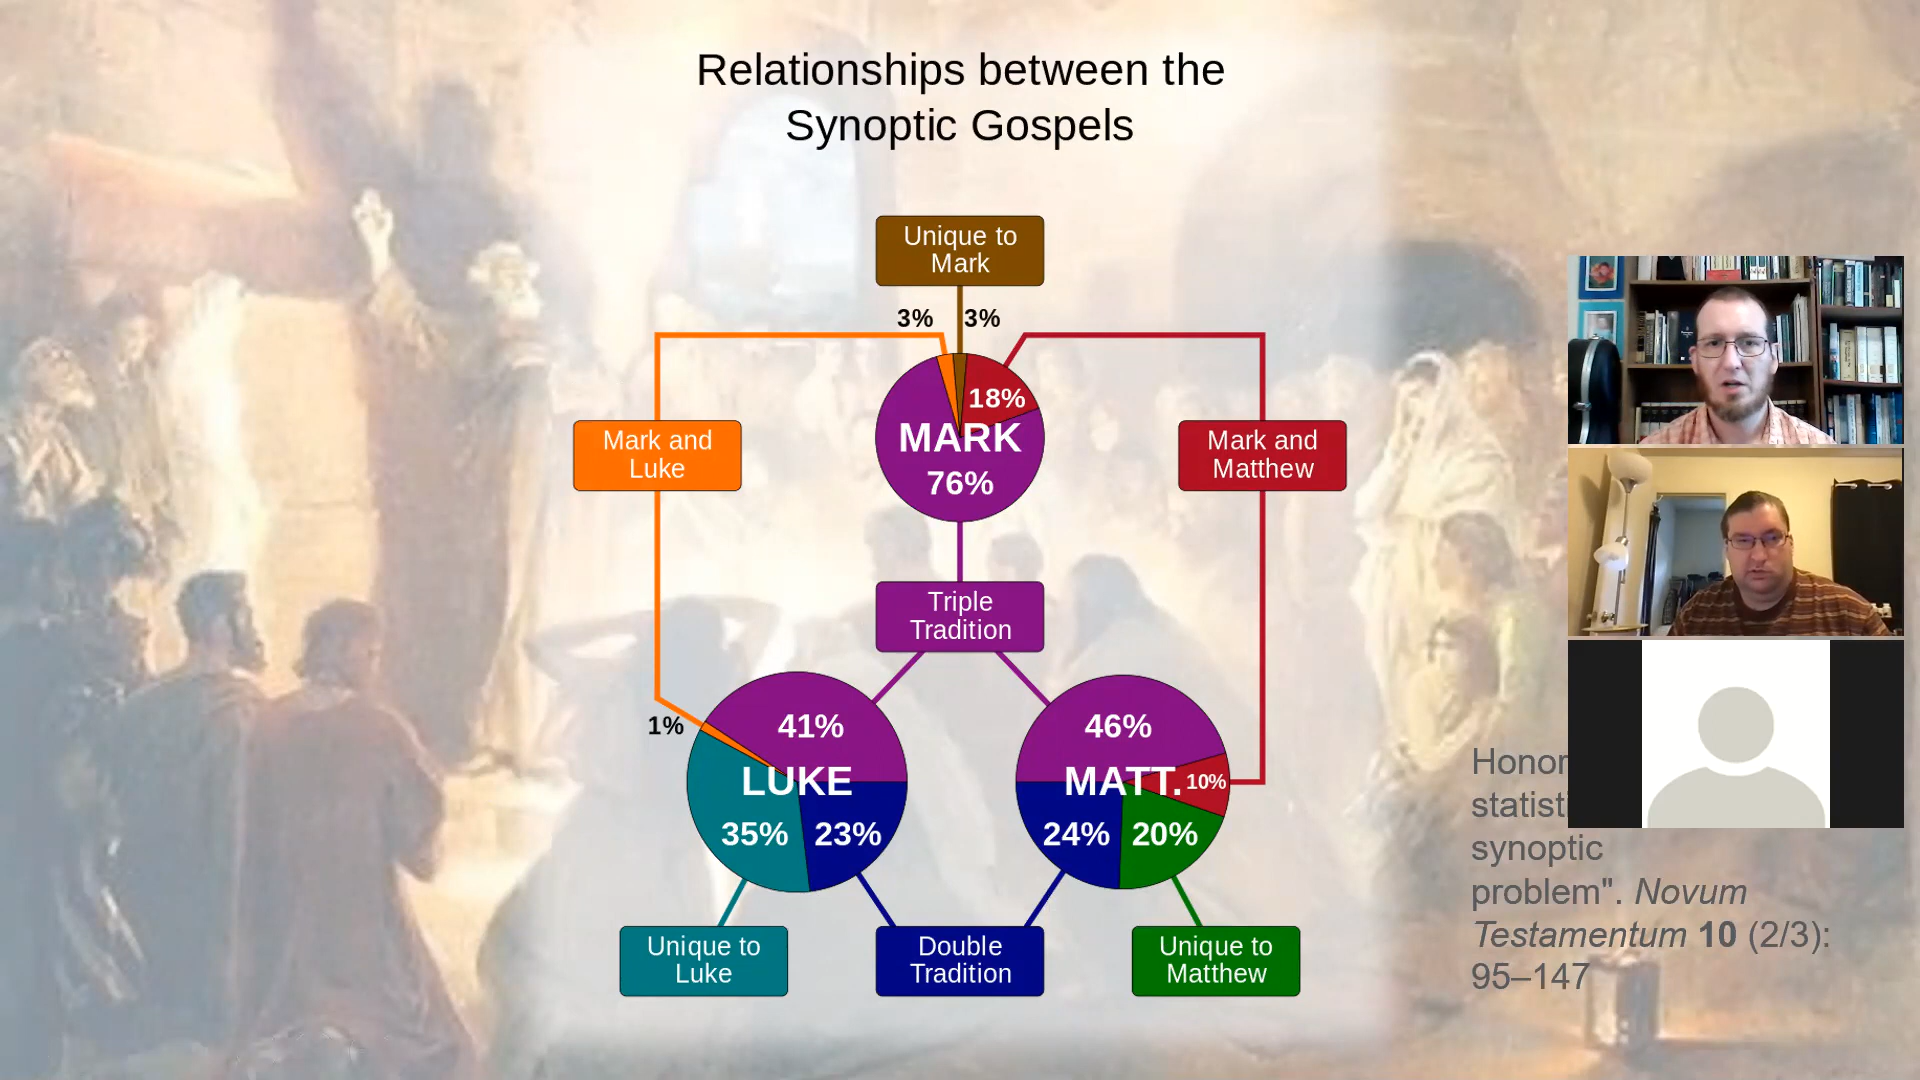 Relationships between the
Synoptic Gospels
Unique to
Mark
3%
3%
18%
MARK
76%
Mark and
Luke
Mark and
Matthew
Triple
Tradition
1%
41%
LUKE
35%
23%
46%
MATT.
10%
24%
20%
Unique to
Luke
Double
Tradition
Unique to
Matthew
synoptic
problem". Novum
Testamentum 10 (2/3):
95–147